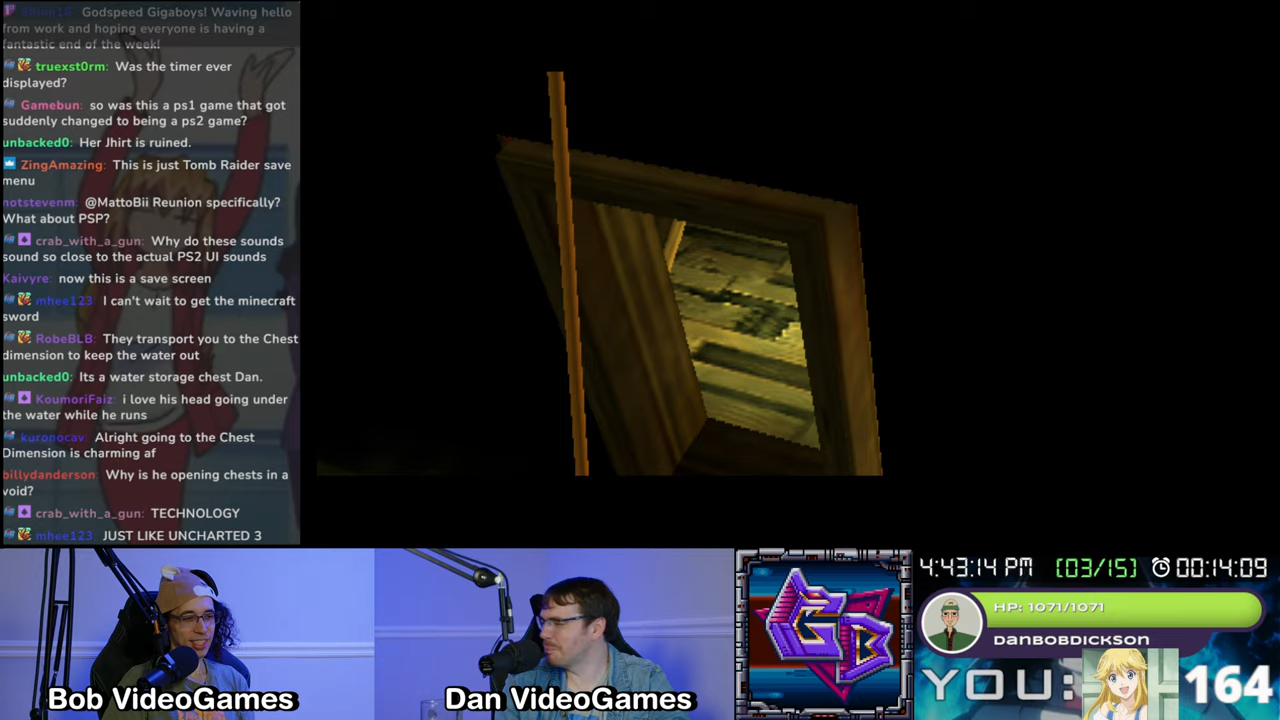 Godspeed Gigaboys! Waving hello
from work and hoping everyone is having a
fantastic end of the week!
truexst0rm: Was the timer ever
displayed?
Gamebun: so was this a ps1 game that got
suddenly changed to being a ps2 game?
unbacked0: Her Jhirt is ruined.
ZingAmazing: This is just Tomb Raider save
menu
notstevenm: @MattoBii Reunion specifically?
What about PSP?
crab_with_a_gun: Why do these sounds
sound so close to the actual PS2 UI sounds
Kaivyre: now this is a save screen
mhee123: I can't wait to get the minecraft
sword
RobeBLB: They transport you to the Chest
dimension to keep the water out
unbacked0: Its a water storage chest Dan.
KoumoriFaiz: i love his head going under
the water while he runs
kuronocav: Alright going to the Chest
Dimension is charming af
billydanderson: Why is he opening chests in a
void?
crab_with_a_gun: TECHNOLOGY
mhee123: JUST LIKE UNCHARTED 3
Bob VideoGames
Dan VideoGames
GB
4:43:14 PM [03/15] 00:14:09
HP: 1071/1071
DANBOBDICKSON
YOU: 164